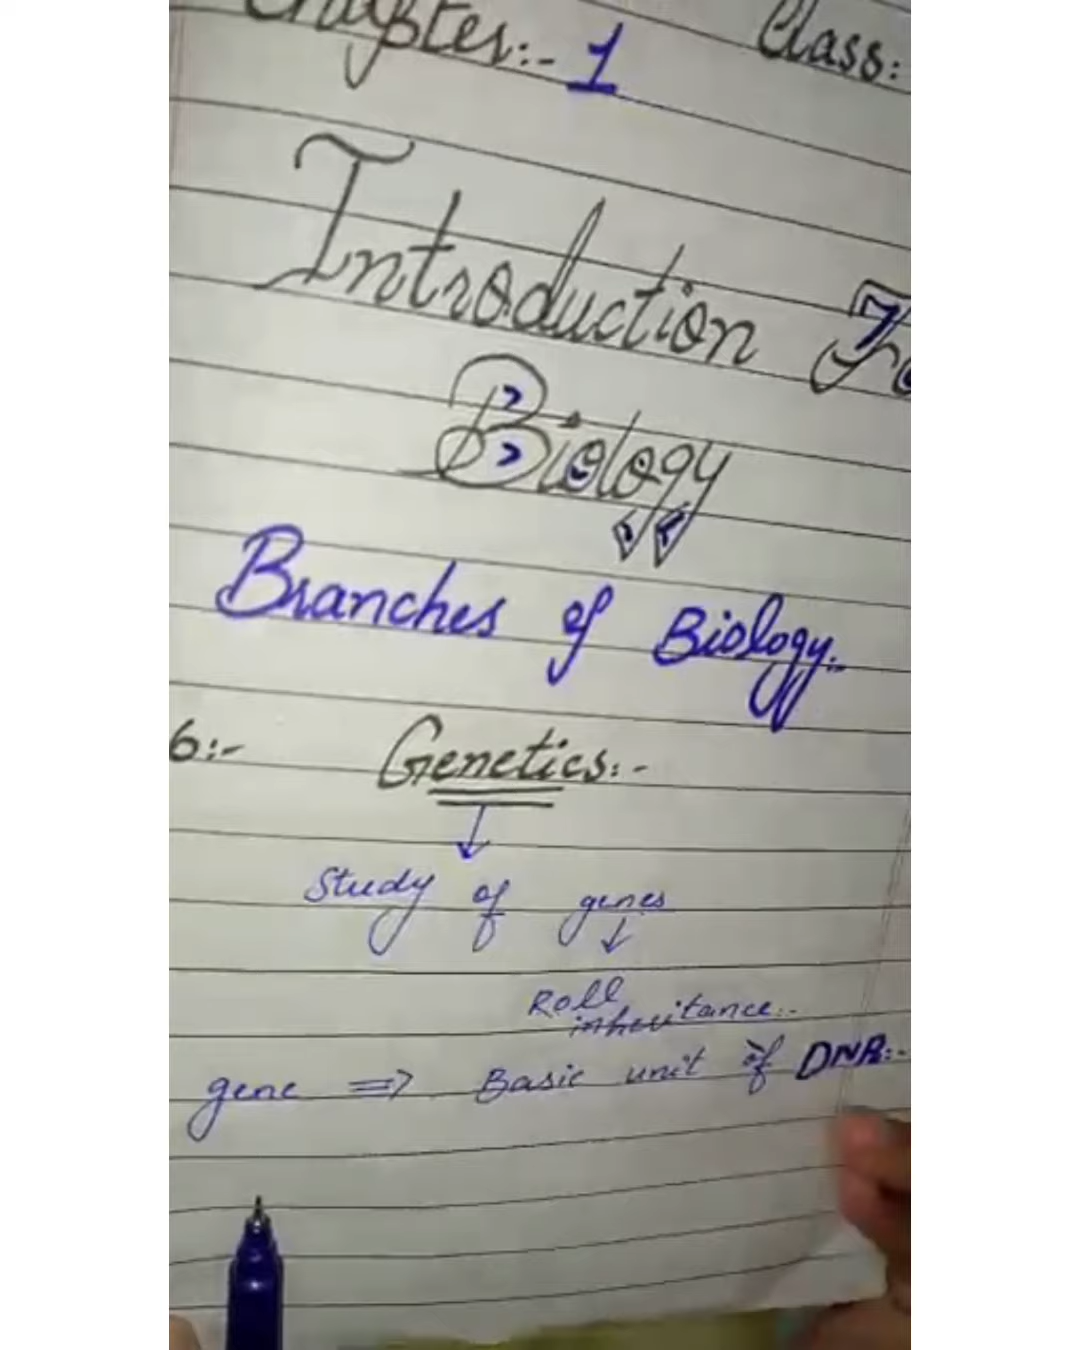 Chapter:- 1 Class:
Introduction To
Biology
Branches of Biology:-
6:- Genetics:-
Study of genes
Roll
inheritance:-
gene ⇒ Basic unit of DNA:-